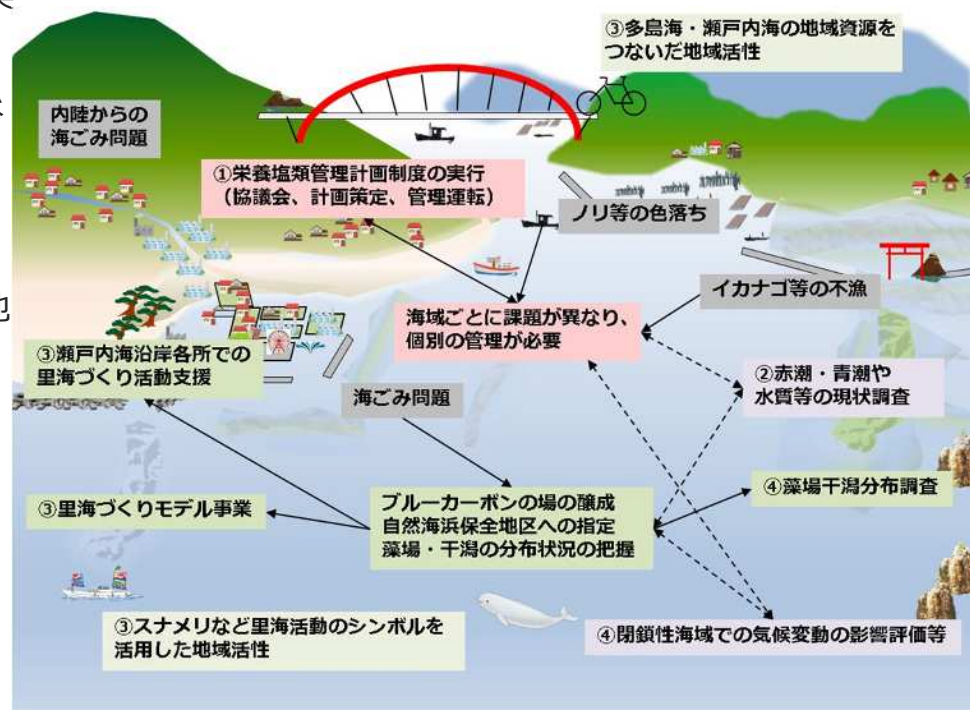 ③多島海・瀬戸内海の地域資源を
つないだ地域活性
内陸からの
海ごみ問題
①栄養塩類管理計画制度の実行
（協議会、計画策定、管理運転）
ノリ等の色落ち
イカナゴ等の不漁
海域ごとに課題が異なり、
個別の管理が必要
③瀬戸内海沿岸各所での
里海づくり活動支援
②赤潮・青潮や
水質等の現状調査
海ごみ問題
④藻場干潟分布調査
ブルーカーボンの場の醸成
自然海浜保全地区への指定
藻場・干潟の分布状況の把握
③里海づくりモデル事業
③スナメリなど里海活動のシンボルを
活用した地域活性
④閉鎖性海域での気候変動の影響評価等